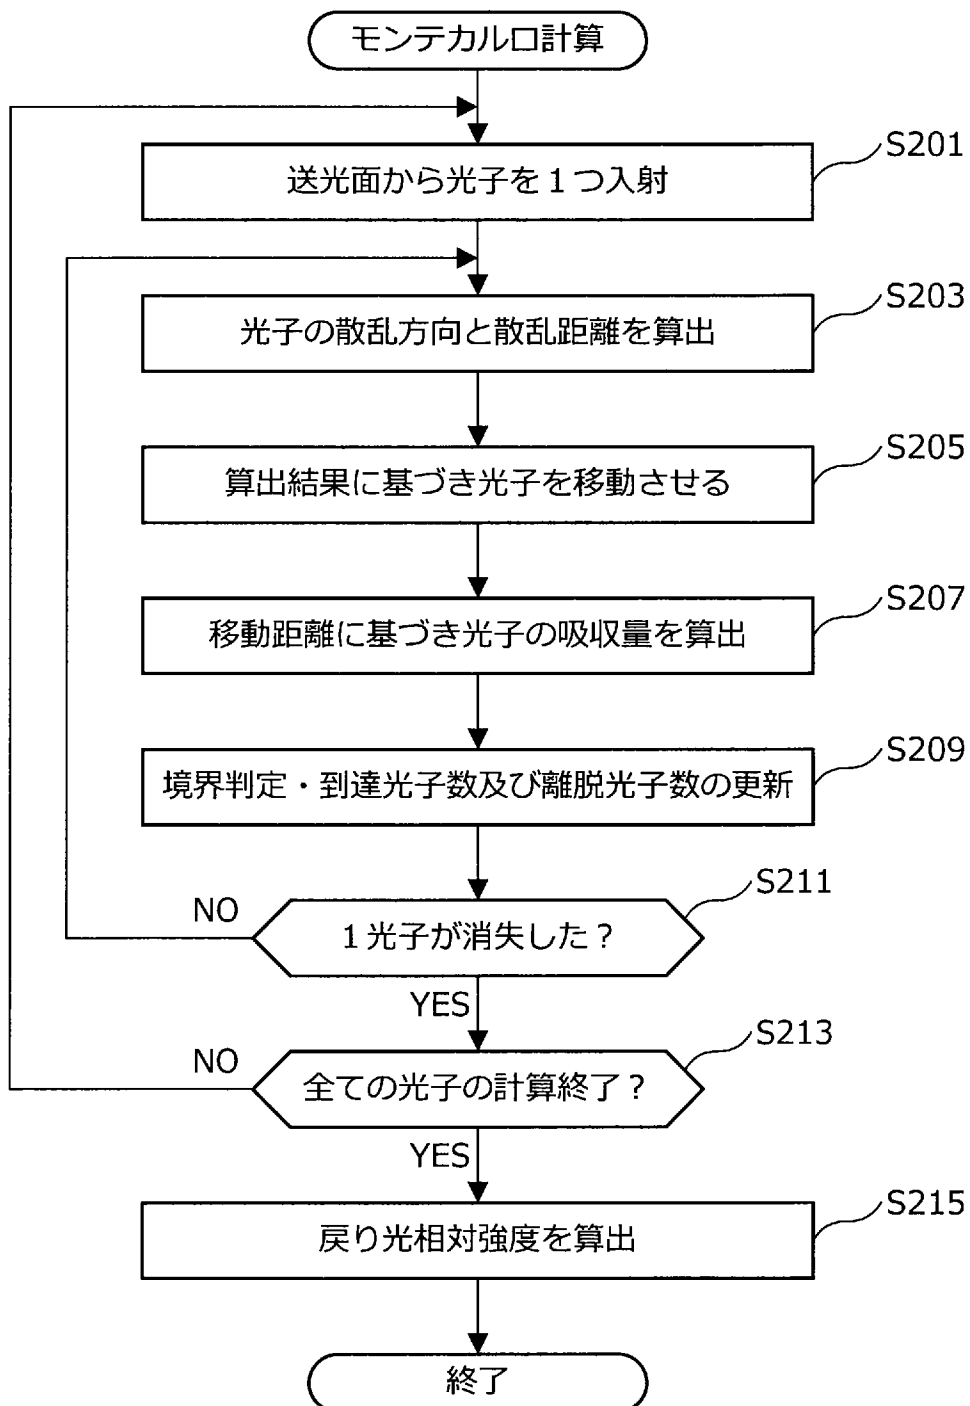 モンテカルロ計算
S201
送光面から光子を１つ入射
S203
光子の散乱方向と散乱距離を算出
S205
算出結果に基づき光子を移動させる
S207
移動距離に基づき光子の吸収量を算出
S209
境界判定・到達光子数及び離脱光子数の更新
S211
NO
１光子が消失した？
YES
S213
NO
全ての光子の計算終了？
YES
S215
戻り光相対強度を算出
終了